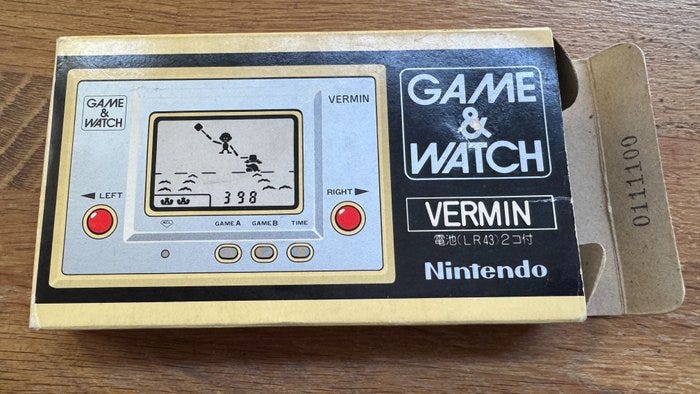 GAME
&
WATCH
VERMIN
◄ LEFT
RIGHT ►
398
GAME A GAME B TIME
GAME
&
WATCH
VERMIN
電池(LR43)2コ付
Nintendo
0111100